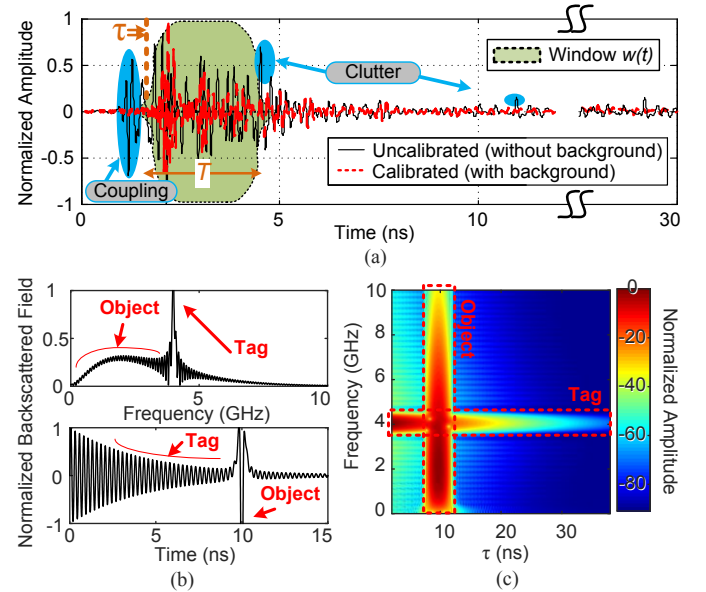 1
0.5
0
-0.5
-1
Normalized Amplitude
τ
Coupling
T
Clutter
Window w(t)
Uncalibrated (without background)
Calibrated (with background)
0
5
10
30
Time (ns)
(a)
Normalized Backscattered Field
1
0.5
0
Object
Tag
0
5
10
Frequency (GHz)
1
0
-1
Tag
Object
0
5
10
15
Time (ns)
(b)
Frequency (GHz)
10
8
6
4
2
0
Object
Tag
10
20
30
τ (ns)
0
-20
-40
-60
-80
Normalized Amplitude
(c)